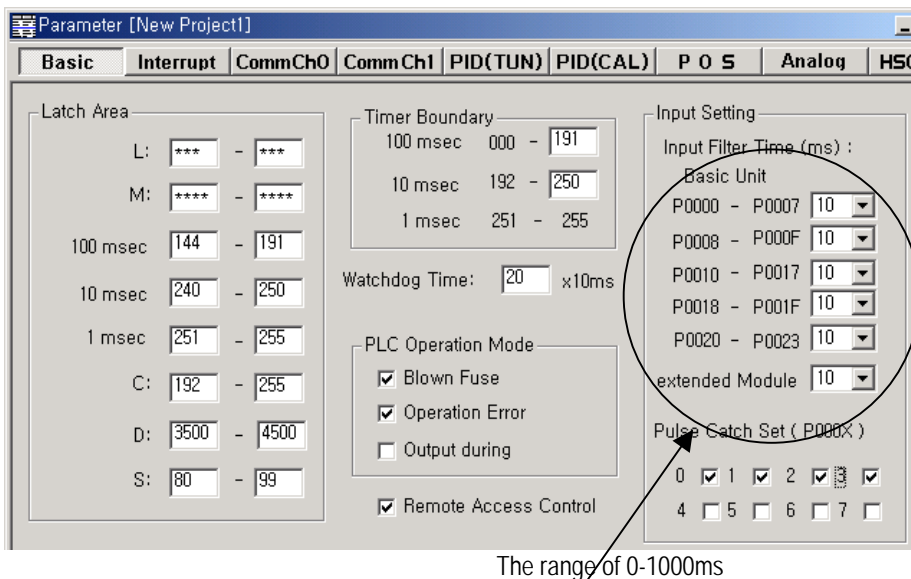 Parameter [New Project1]
Basic Interrupt CommCh0 CommCh1 PID(TUN) PID(CAL) P O S Analog HSC
Latch Area
L: *** - ***
M: **** - ****
100 msec 144 - 191
10 msec 240 - 250
1 msec 251 - 255
C: 192 - 255
D: 3500 - 4500
S: 80 - 99
Timer Boundary
100 msec 000 - 191
10 msec 192 - 250
1 msec 251 - 255
Watchdog Time: 20 x10ms
PLC Operation Mode
Blown Fuse
Operation Error
Output during
Remote Access Control
Input Setting
Input Filter Time (ms) :
Basic Unit
P0000 - P0007 10
P0008 - P000F 10
P0010 - P0017 10
P0018 - P001F 10
P0020 - P0023 10
extended Module 10
Pulse Catch Set ( P000X )
0 1 2 3
4 5 6 7
The range of 0-1000ms